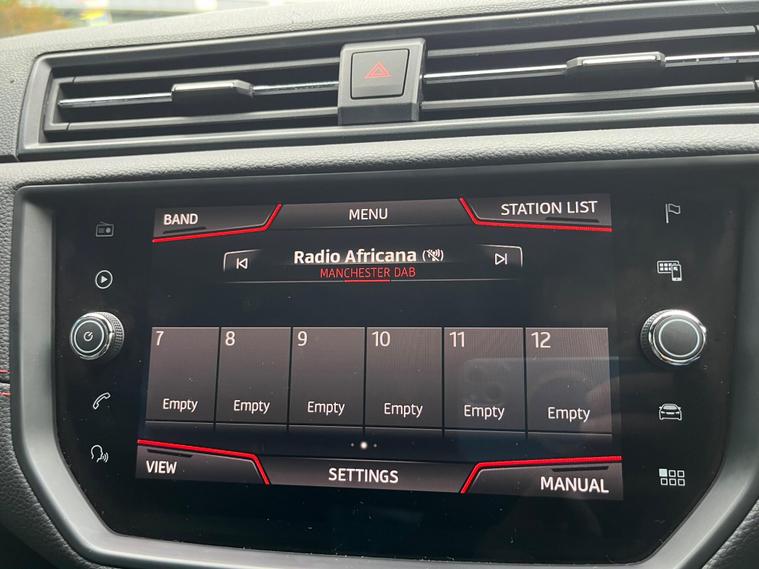 BAND
MENU
STATION LIST
Radio Africana
MANCHESTER DAB
7 8 9 10 11 12
Empty Empty Empty Empty Empty Empty
VIEW
SETTINGS
MANUAL